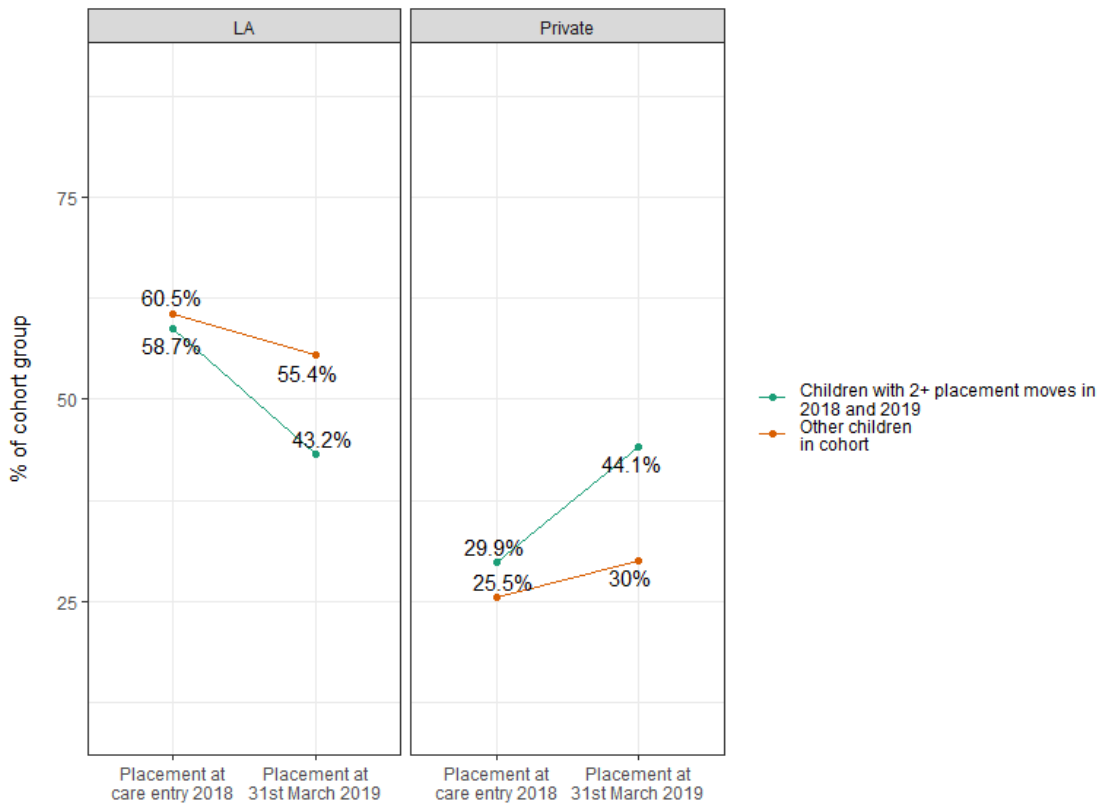 LA
Private
% of cohort group
75
50
25
60.5%
58.7%
55.4%
43.2%
29.9%
25.5%
44.1%
30%
Placement at
care entry 2018
Placement at
31st March 2019
Placement at
care entry 2018
Placement at
31st March 2019
Children with 2+ placement moves in
2018 and 2019
Other children
in cohort